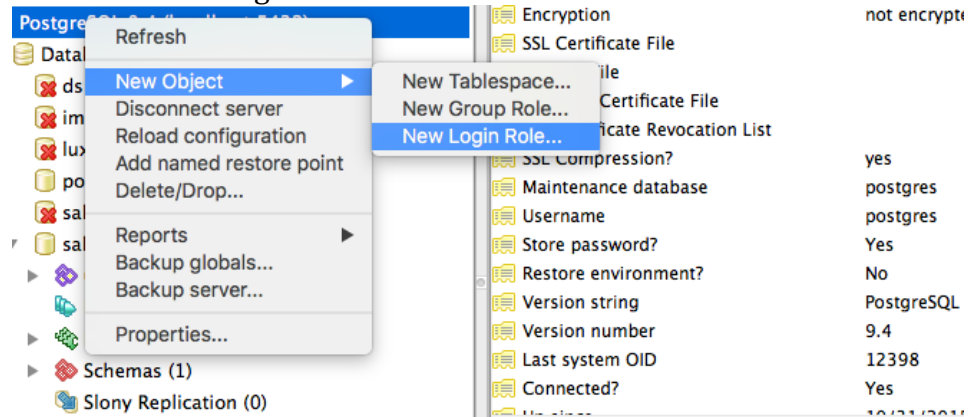 Refresh
New Object
Disconnect server
Reload configuration
Add named restore point
Delete/Drop...
Reports
Backup globals...
Backup server...
Properties...
New Tablespace...
New Group Role...
New Login Role...
Schemas (1)
Slony Replication (0)
Encryption
SSL Certificate File
Certificate File
Revocation List
SSL Compression? yes
Maintenance database postgres
Username postgres
Store password? Yes
Restore environment? No
Version string PostgreSQL
Version number 9.4
Last system OID 12398
Connected? Yes